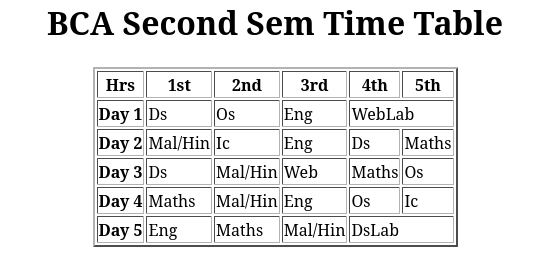 BCA Second Sem Time Table
Hrs 1st 2nd 3rd 4th 5th
Day 1 Ds Os Eng WebLab
Day 2 Mal/Hin Ic Eng Ds Maths
Day 3 Ds Mal/Hin Web Maths Os
Day 4 Maths Mal/Hin Eng Os Ic
Day 5 Eng Maths Mal/Hin DsLab